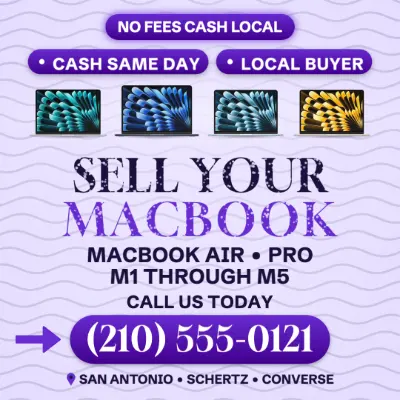 NO FEES CASH LOCAL
• CASH SAME DAY
• LOCAL BUYER
SELL YOUR
MACBOOK
MACBOOK AIR • PRO
M1 THROUGH M5
CALL US TODAY
(210) 555-0121
SAN ANTONIO • SCHERTZ • CONVERSE